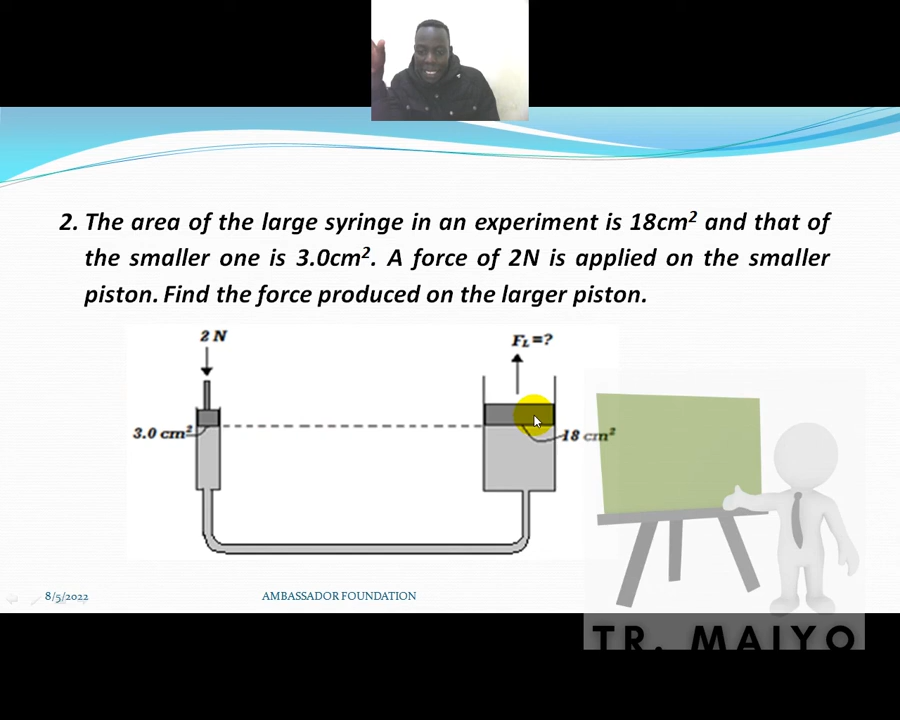 2. The area of the large syringe in an experiment is 18cm² and that of
the smaller one is 3.0cm². A force of 2N is applied on the smaller
piston. Find the force produced on the larger piston.
2 N
F_L=?
3.0 cm²
18 cm²
8/5/2022
AMBASSADOR FOUNDATION
TR. MAIYO